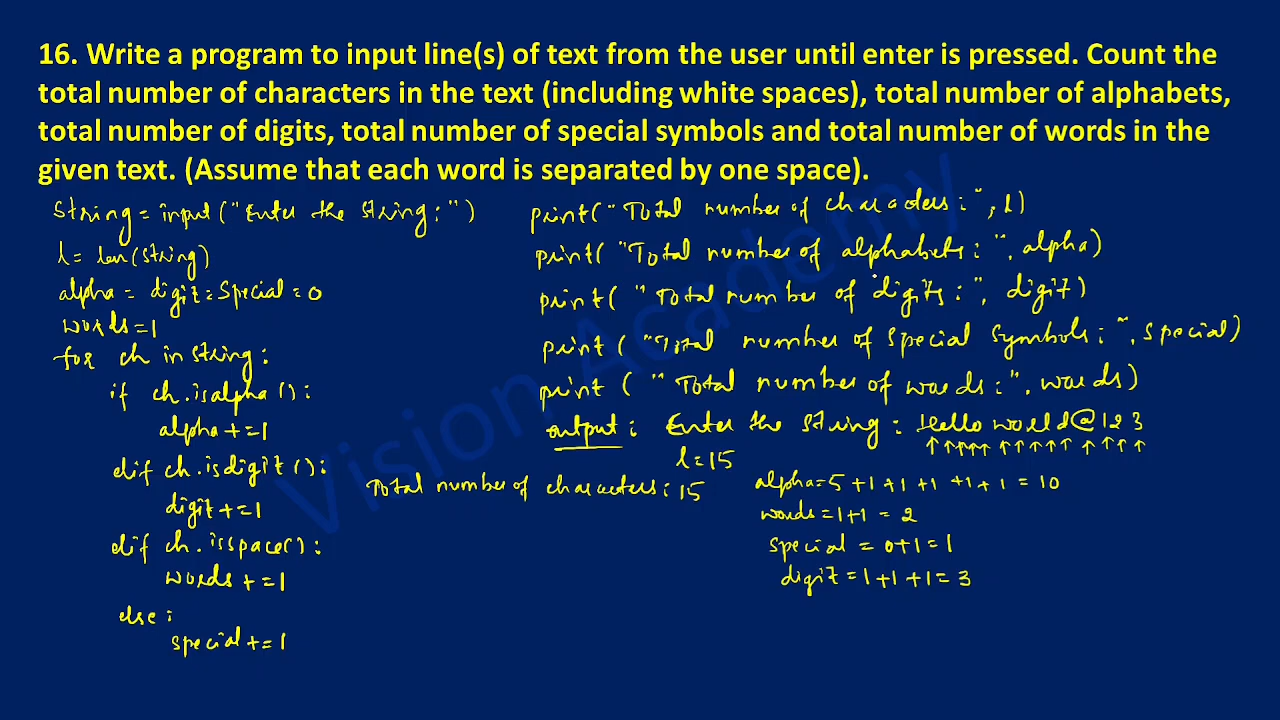 16. Write a program to input line(s) of text from the user until enter is pressed. Count the
total number of characters in the text (including white spaces), total number of alphabets,
total number of digits, total number of special symbols and total number of words in the
given text. (Assume that each word is separated by one space).
String = input("Enter the string:")
l = len(string)
alpha = digit = special = 0
words = 1
for ch in string:
if ch.isalpha():
alpha += 1
elif ch.isdigit():
digit += 1
elif ch.isspace():
words += 1
else:
special += 1
print("Total number of characters:", l)
print("Total number of alphabets:", alpha)
print("Total number of digits:", digit)
print("Total number of special symbols:", special)
print("Total number of words:", words)
output: Enter the string: Hello world@123
l=15
Total number of characters: 15
alpha=5+1+1+1+1+1=10
words=1+1=2
special=0+1=1
digit=1+1+1=3
Vision Academy